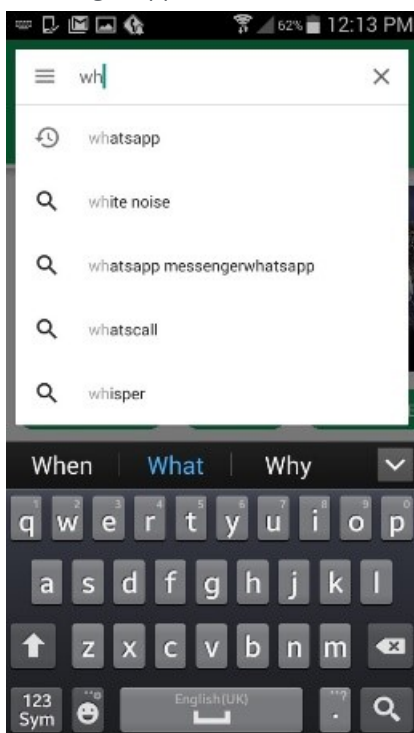 62% 12:13 PM
wh
whatsapp
white noise
whatsapp messengerwhatsapp
whatscall
whisper
When What Why
1 2 3 4 5 6 7 8 9 0
q w e r t y u i o p
a s d f g h j k l
z x c v b n m
123 English(UK) ,,?
Sym .